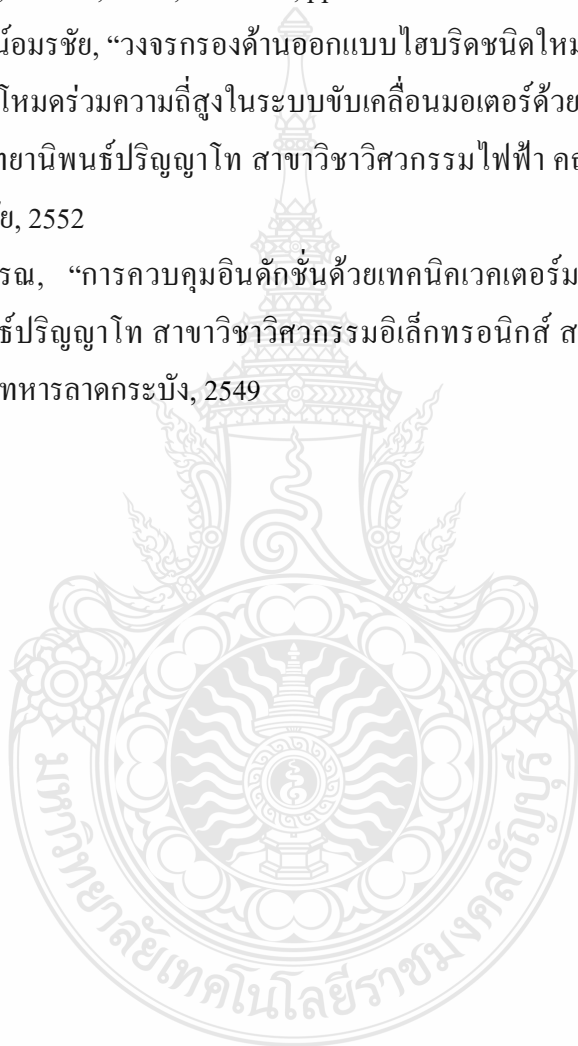 น์อมรชัย, “วงจรกรองด้านออกแบบไฮบริดชนิดใหม
โหมดร่วมความถี่สูงในระบบขับเคลื่อนมอเตอร์ด้วย
ทยานิพนธ์ปริญญาโท สาขาวิชาวิศวกรรมไฟฟ้า คณ
ัย, 2552
รณ, “การควบคุมอินดักชั่นด้วยเทคนิคเวคเตอร์ม
ธ์ปริญญาโท สาขาวิชาวิศวกรรมอิเล็กทรอนิกส์ ส
ทหารลาดกระบัง, 2549
มหาวิทยาลัยเทคโนโลยีราชมงคลธัญบุรี